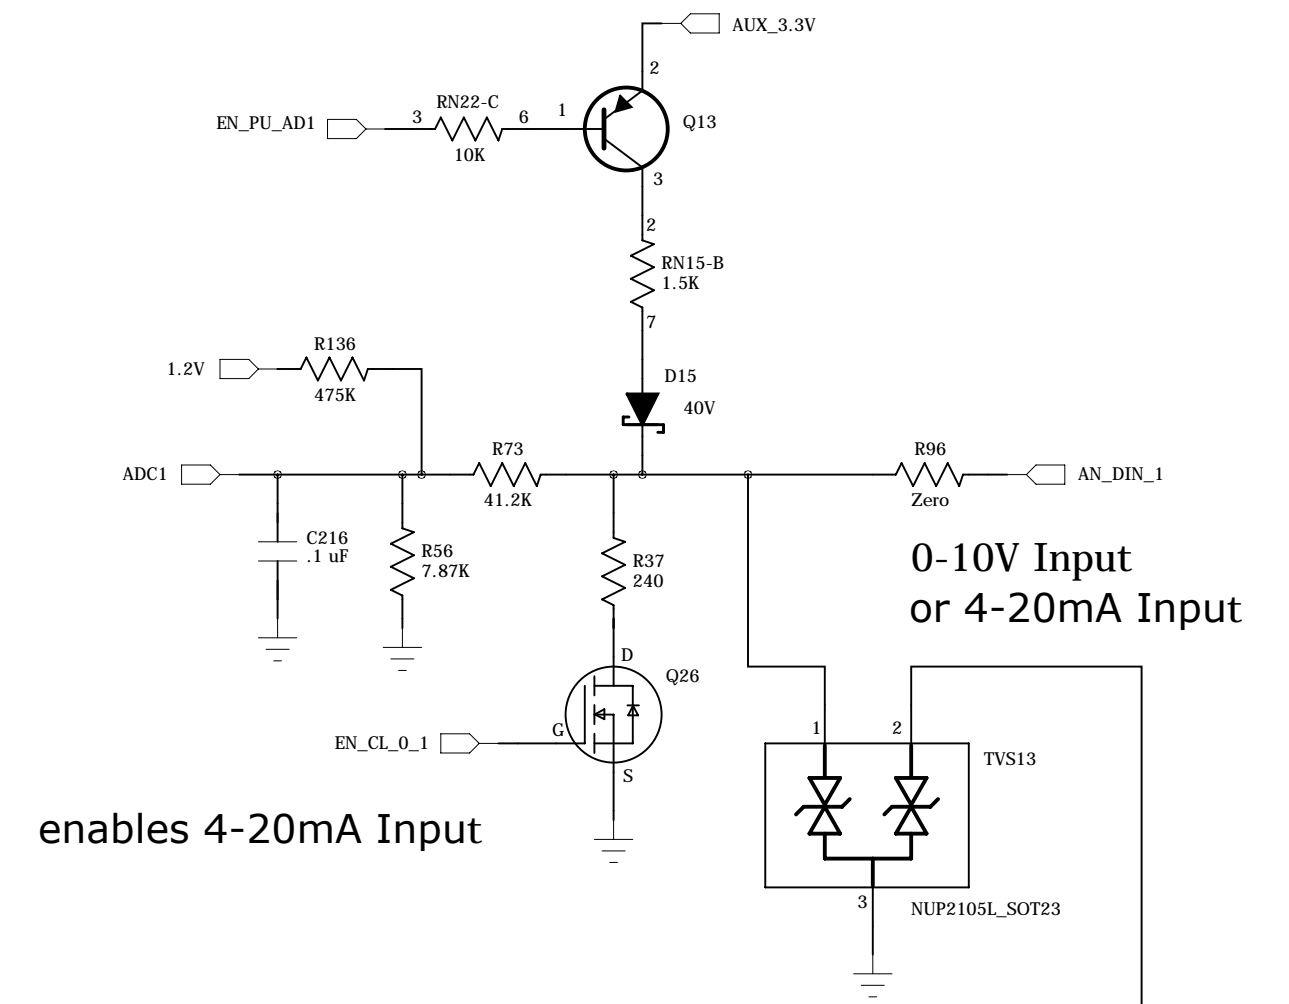 AUX_3.3V
2
RN22-C
EN_PU_AD1
3
6
1
Q13
10K
3
2
RN15-B
1.5K
7
R136
1.2V
475K
D15
40V
R73
R96
ADC1
AN_DIN_1
41.2K
Zero
C216
.1 uF
R56
7.87K
R37
240
0-10V Input
or 4-20mA Input
D
Q26
G
EN_CL_0_1
S
1
2
TVS13
enables 4-20mA Input
3
NUP2105L_SOT23